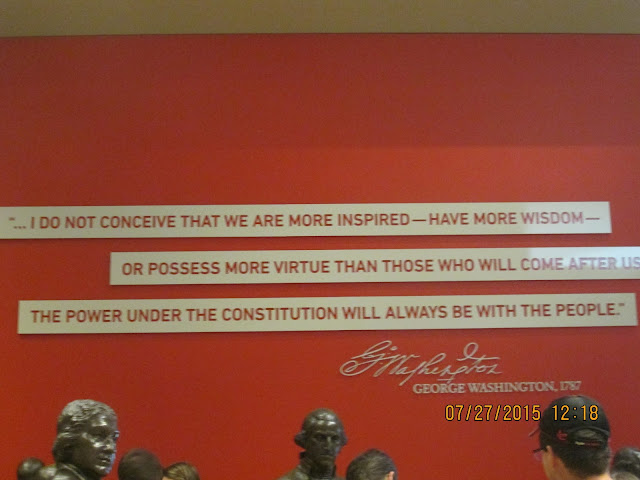 "... I DO NOT CONCEIVE THAT WE ARE MORE INSPIRED—HAVE MORE WISDOM—
OR POSSESS MORE VIRTUE THAN THOSE WHO WILL COME AFTER US
THE POWER UNDER THE CONSTITUTION WILL ALWAYS BE WITH THE PEOPLE."
G. Washington
GEORGE WASHINGTON, 1787
07/27/2015 12:18